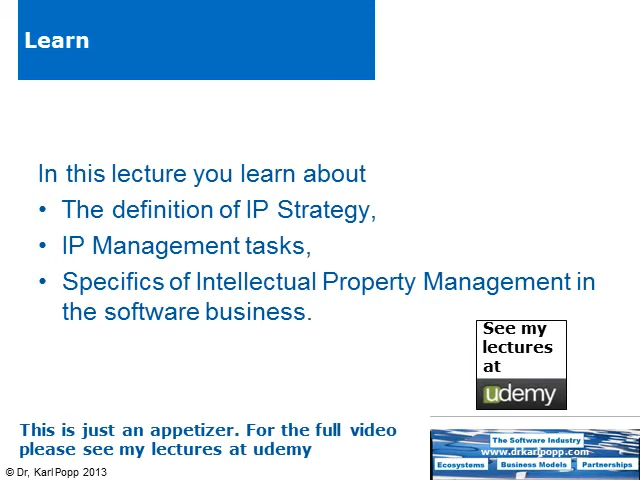 Learn
In this lecture you learn about
• The definition of IP Strategy,
• IP Management tasks,
• Specifics of Intellectual Property Management in
the software business.
See my
lectures
at
udemy
This is just an appetizer. For the full video
please see my lectures at udemy
The Software Industry
www.drkarlpopp.com
Ecosystems Business Models Partnerships
© Dr, Karl Popp 2013